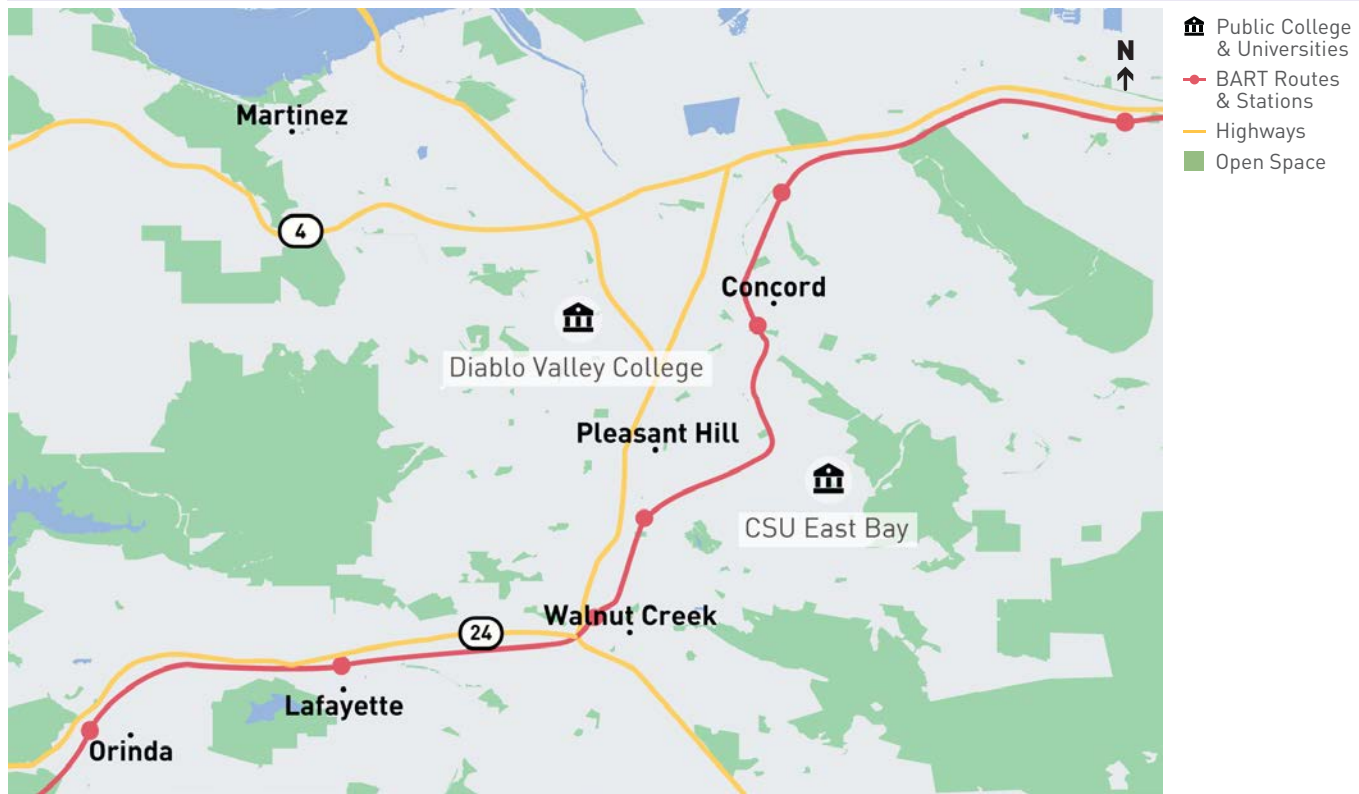 Martinez
4
Concord
Diablo Valley College
Pleasant Hill
CSU East Bay
Walnut Creek
24
Lafayette
Orinda
N
Public College
& Universities
BART Routes
& Stations
Highways
Open Space